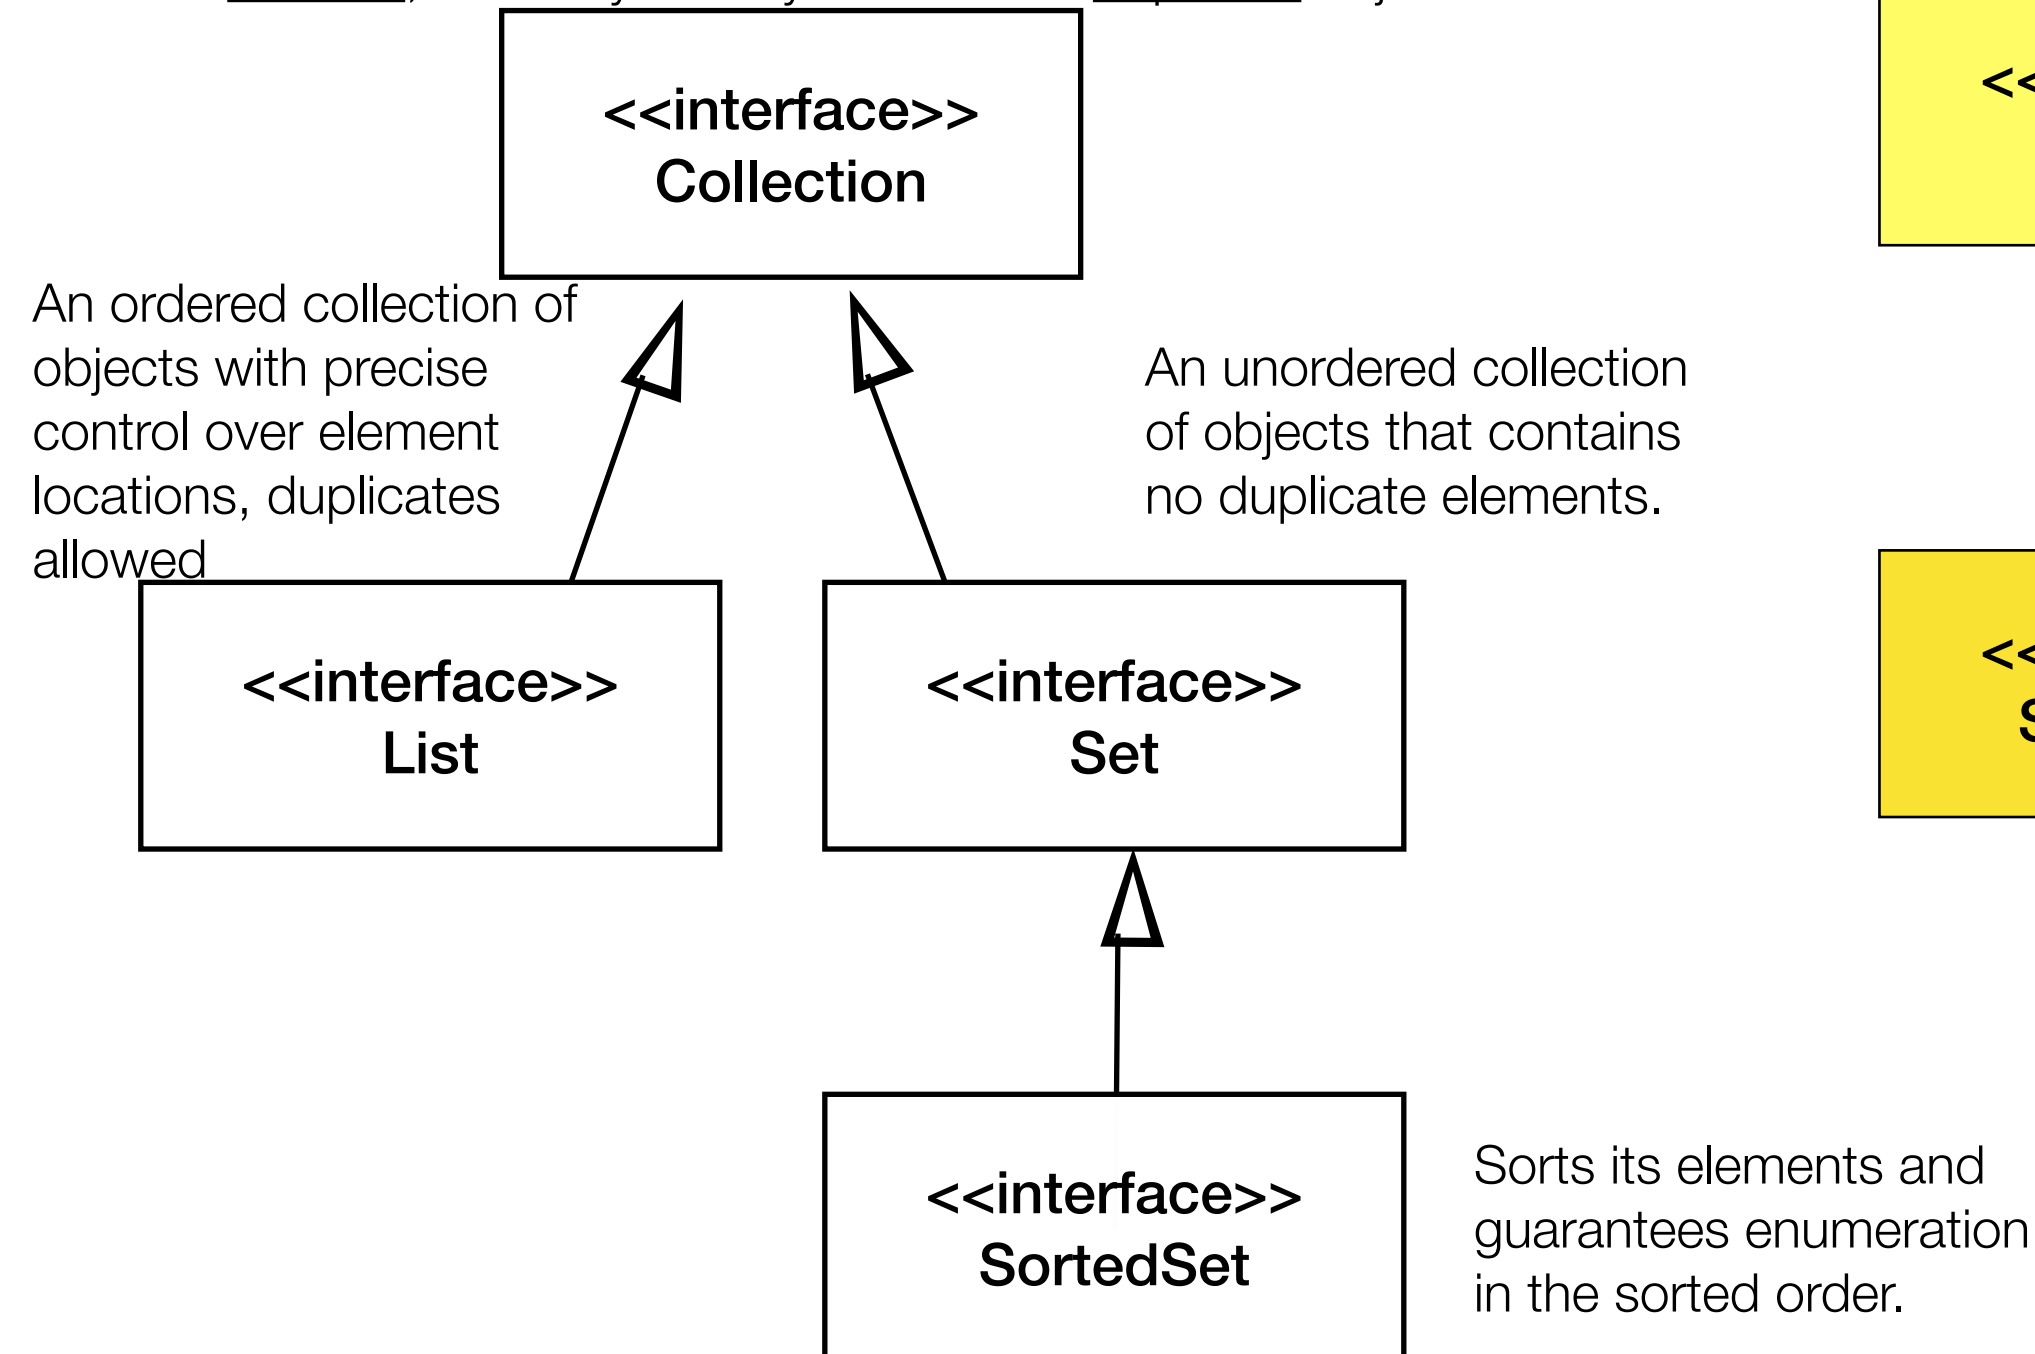 <<interface>>
Collection
An ordered collection of
objects with precise
control over element
locations, duplicates
allowed
An unordered collection
of objects that contains
no duplicate elements.
<<interface>>
List
<<interface>>
Set
<<interface>>
SortedSet
Sorts its elements and
guarantees enumeration
in the sorted order.